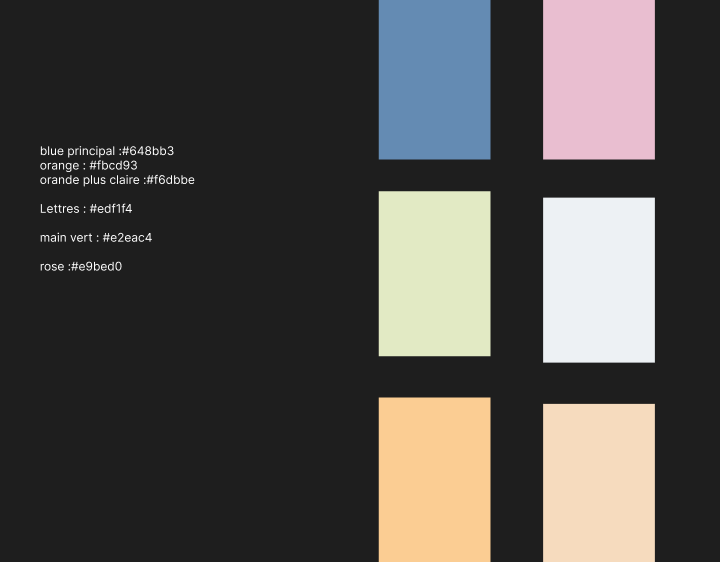 blue principal :#648bb3
orange : #fbcd93
orande plus claire :#f6dbbe
Lettres : #edf1f4
main vert : #e2eac4
rose :#e9bed0